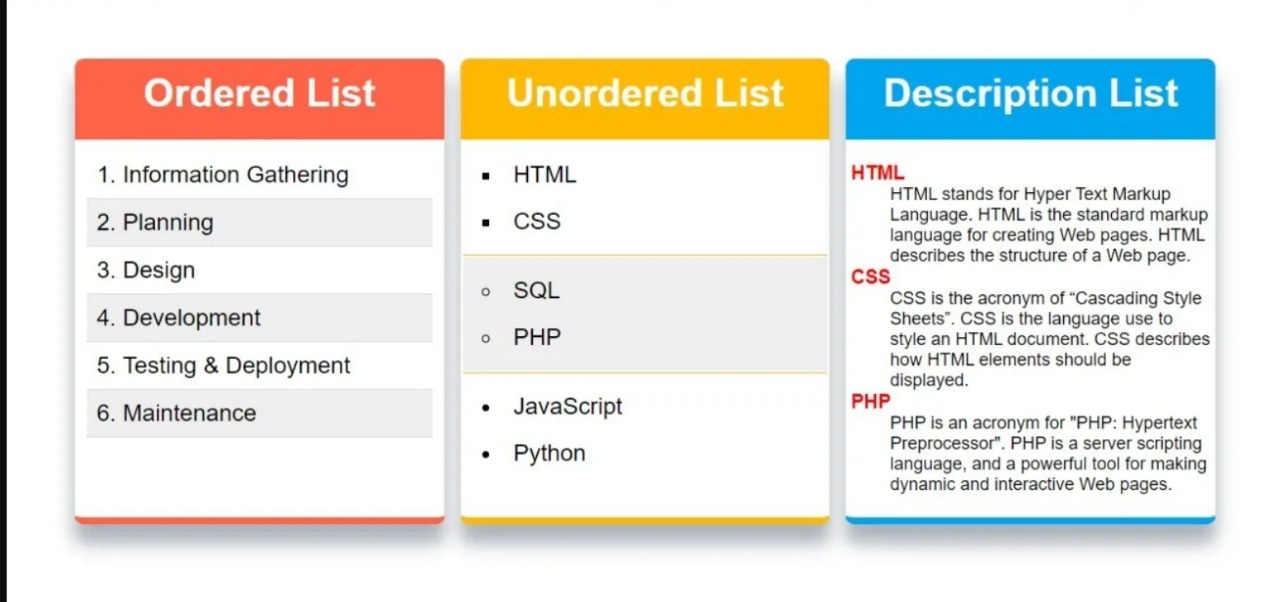 Ordered List
1. Information Gathering
2. Planning
3. Design
4. Development
5. Testing & Deployment
6. Maintenance
Unordered List
▪ HTML
▪ CSS
○ SQL
○ PHP
● JavaScript
● Python
Description List
HTML
HTML stands for Hyper Text Markup
Language. HTML is the standard markup
language for creating Web pages. HTML
describes the structure of a Web page.
CSS
CSS is the acronym of “Cascading Style
Sheets”. CSS is the language use to
style an HTML document. CSS describes
how HTML elements should be
displayed.
PHP
PHP is an acronym for "PHP: Hypertext
Preprocessor". PHP is a server scripting
language, and a powerful tool for making
dynamic and interactive Web pages.